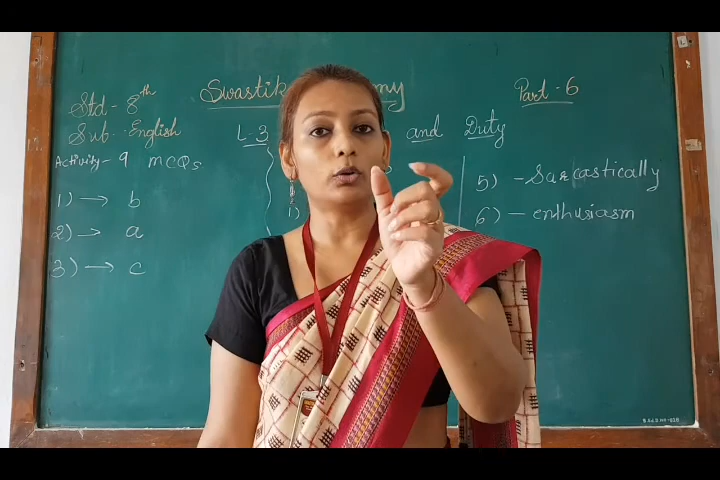 Std - 8th
Swastik
my
Part - 6
Sub.. English
L-3
and Duty
Activity - 9 MCQs
1) → b
2) → a
3) → c
1)
5) - Sarcastically
6) - enthusiasm